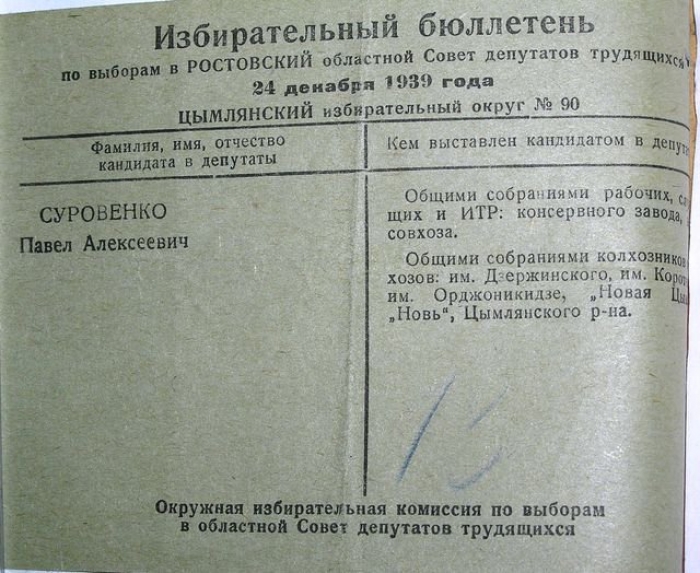 Избирательный бюллетень
по выборам в РОСТОВСКИЙ областной Совет депутатов трудящихся
24 декабря 1939 года
ЦЫМЛЯНСКИЙ избирательный округ № 90
Фамилия, имя, отчество
кандидата в депутаты
Кем выставлен кандидатом в депута
СУРОВЕНКО
Павел Алексеевич
Общими собраниями рабочих, сл
щих и ИТР: консервного завода,
совхоза.
Общими собраниями колхозников
хозов: им. Дзержинского, им. Корот
им. Орджоникидзе, „Новая Цы
„Новь“, Цымлянского р-на.
Окружная избирательная комиссия по выборам
в областной Совет депутатов трудящихся